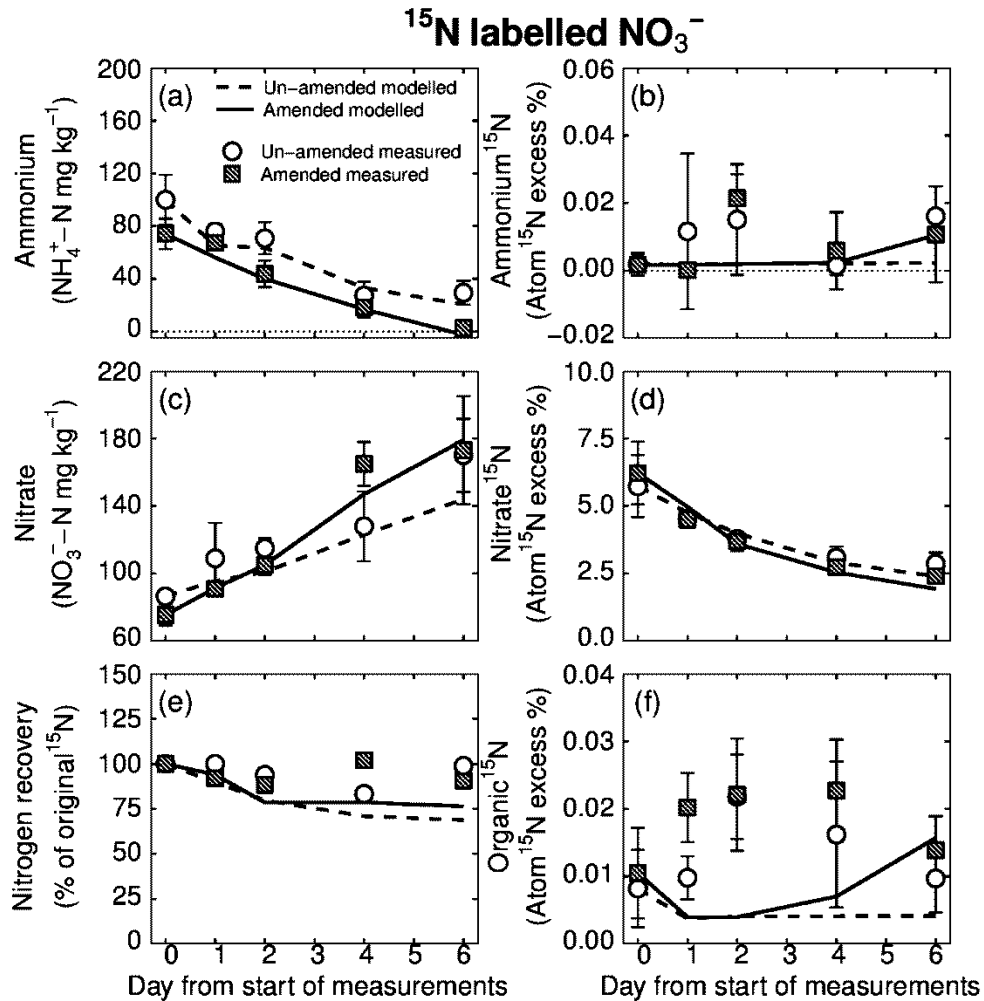 ¹⁵N labelled NO₃⁻
Ammonium
(NH₄⁺−N mg kg⁻¹)
200
160
120
80
40
0
(a)
Un−amended modelled
Amended modelled
Un−amended measured
Amended measured
Ammonium ¹⁵N
(Atom ¹⁵N excess %)
0.06
0.04
0.02
0.00
−0.02
(b)
Nitrate
(NO₃⁻−N mg kg⁻¹)
220
180
140
100
60
(c)
Nitrate ¹⁵N
(Atom ¹⁵N excess %)
10.0
7.5
5.0
2.5
0.0
(d)
Nitrogen recovery
(% of original ¹⁵N)
150
125
100
75
50
25
0
(e)
0 1 2 3 4 5 6
Day from start of measurements
Organic ¹⁵N
(Atom ¹⁵N excess %)
0.04
0.03
0.02
0.01
0.00
(f)
0 1 2 3 4 5 6
Day from start of measurements